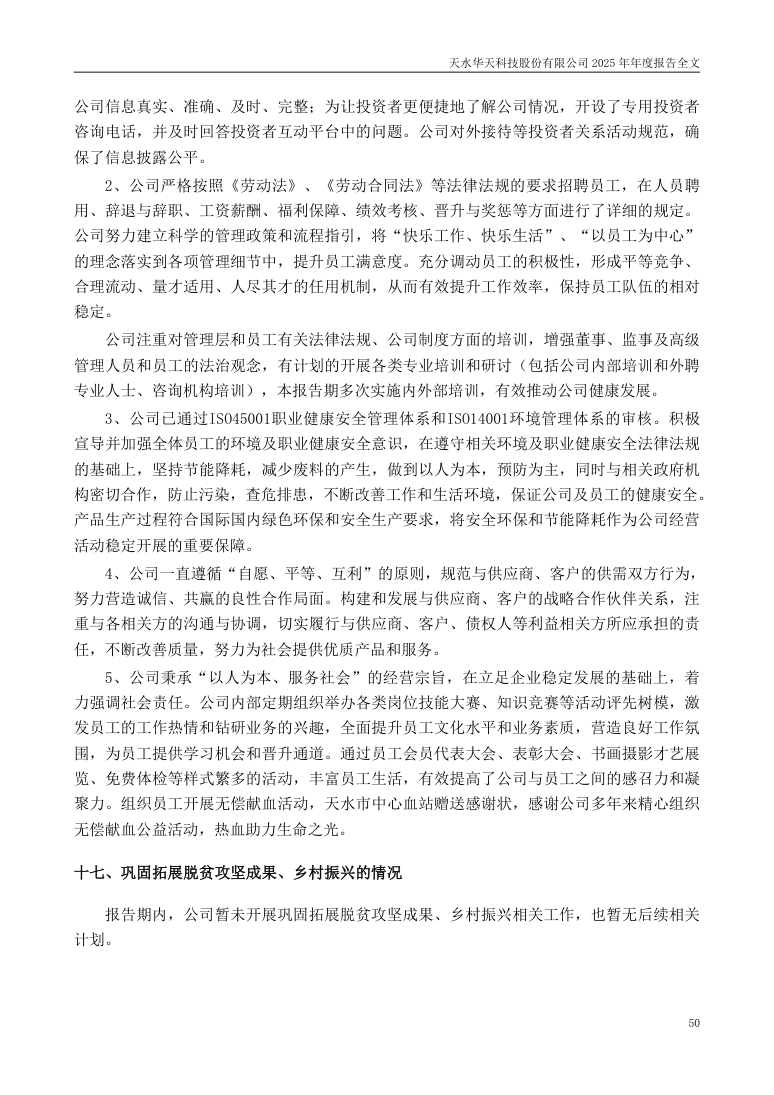 天水华天科技股份有限公司 2025 年年度报告全文
公司信息真实、准确、及时、完整；为让投资者更便捷地了解公司情况，开设了专用投资者
咨询电话，并及时回答投资者互动平台中的问题。公司对外接待等投资者关系活动规范，确
保了信息披露公平。
2、公司严格按照《劳动法》、《劳动合同法》等法律法规的要求招聘员工，在人员聘
用、辞退与辞职、工资薪酬、福利保障、绩效考核、晋升与奖惩等方面进行了详细的规定。
公司努力建立科学的管理政策和流程指引，将“快乐工作、快乐生活”、“以员工为中心”
的理念落实到各项管理细节中，提升员工满意度。充分调动员工的积极性，形成平等竞争、
合理流动、量才适用、人尽其才的任用机制，从而有效提升工作效率，保持员工队伍的相对
稳定。
公司注重对管理层和员工有关法律法规、公司制度方面的培训，增强董事、监事及高级
管理人员和员工的法治观念，有计划的开展各类专业培训和研讨（包括公司内部培训和外聘
专业人士、咨询机构培训），本报告期多次实施内外部培训，有效推动公司健康发展。
3、公司已通过ISO45001职业健康安全管理体系和ISO14001环境管理体系的审核。积极
宣导并加强全体员工的环境及职业健康安全意识，在遵守相关环境及职业健康安全法律法规
的基础上，坚持节能降耗，减少废料的产生，做到以人为本，预防为主，同时与相关政府机
构密切合作，防止污染，查危排患，不断改善工作和生活环境，保证公司及员工的健康安全。
产品生产过程符合国际国内绿色环保和安全生产要求，将安全环保和节能降耗作为公司经营
活动稳定开展的重要保障。
4、公司一直遵循“自愿、平等、互利”的原则，规范与供应商、客户的供需双方行为，
努力营造诚信、共赢的良性合作局面。构建和发展与供应商、客户的战略合作伙伴关系，注
重与各相关方的沟通与协调，切实履行与供应商、客户、债权人等利益相关方所应承担的责
任，不断改善质量，努力为社会提供优质产品和服务。
5、公司秉承“以人为本、服务社会”的经营宗旨，在立足企业稳定发展的基础上，着
力强调社会责任。公司内部定期组织举办各类岗位技能大赛、知识竞赛等活动评先树模，激
发员工的工作热情和钻研业务的兴趣，全面提升员工文化水平和业务素质，营造良好工作氛
围，为员工提供学习机会和晋升通道。通过员工会员代表大会、表彰大会、书画摄影才艺展
览、免费体检等样式繁多的活动，丰富员工生活，有效提高了公司与员工之间的感召力和凝
聚力。组织员工开展无偿献血活动，天水市中心血站赠送感谢状，感谢公司多年来精心组织
无偿献血公益活动，热血助力生命之光。
十七、巩固拓展脱贫攻坚成果、乡村振兴的情况
报告期内，公司暂未开展巩固拓展脱贫攻坚成果、乡村振兴相关工作，也暂无后续相关
计划。
50